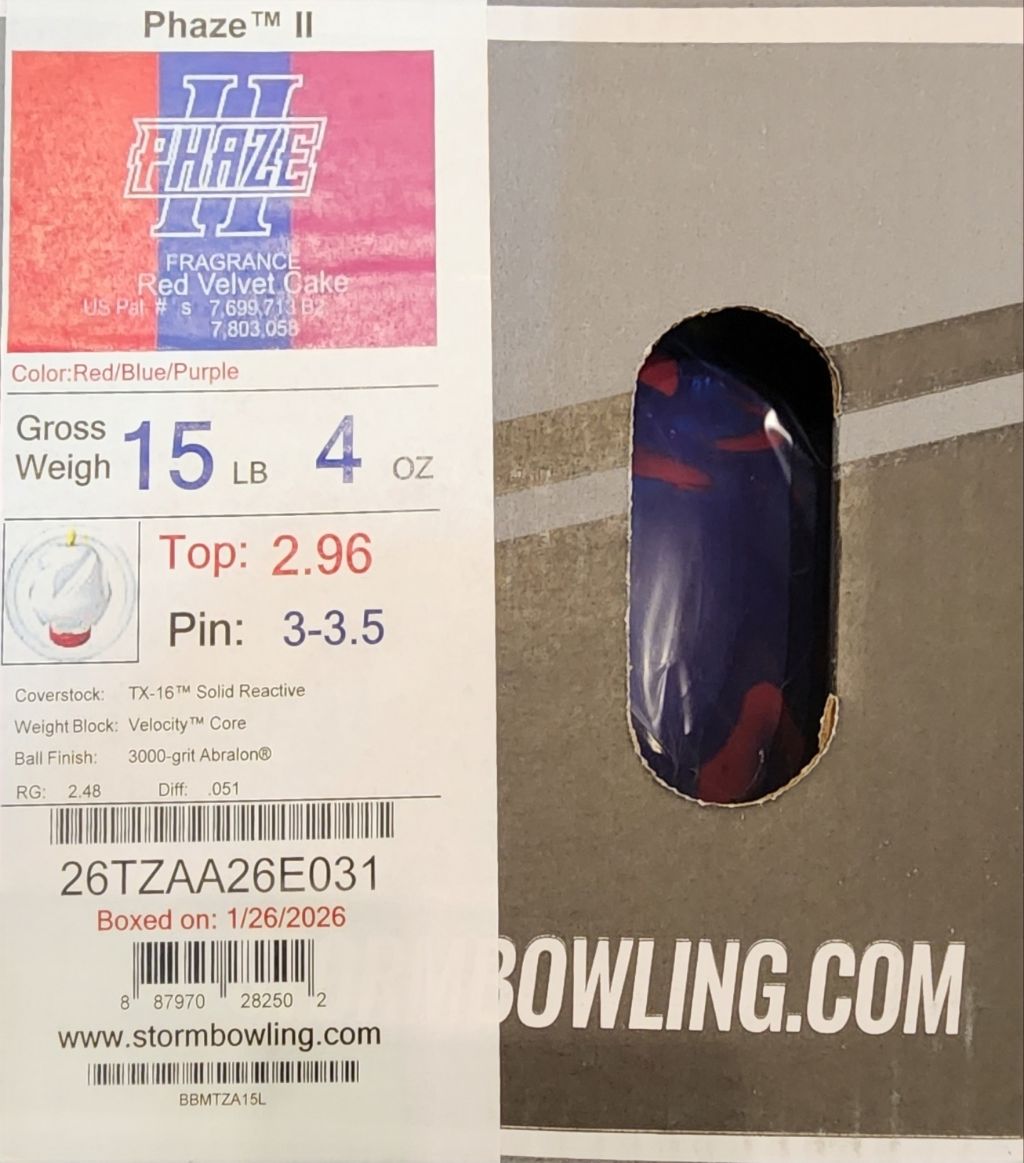 Phaze™ II
II
PHAZE
FRAGRANCE
Red Velvet Cake
US Pat # s 7,699,713 B2
7,803,058
Color:Red/Blue/Purple
Gross
Weigh 15 LB 4 OZ
Top: 2.96
Pin: 3-3.5
Coverstock: TX-16™ Solid Reactive
Weight Block: Velocity™ Core
Ball Finish: 3000-grit Abralon®
RG: 2.48 Diff: .051
26TZAA26E031
Boxed on: 1/26/2026
8 87970 28250 2
www.stormbowling.com
BBMTZA15L
RMBOWLING.COM